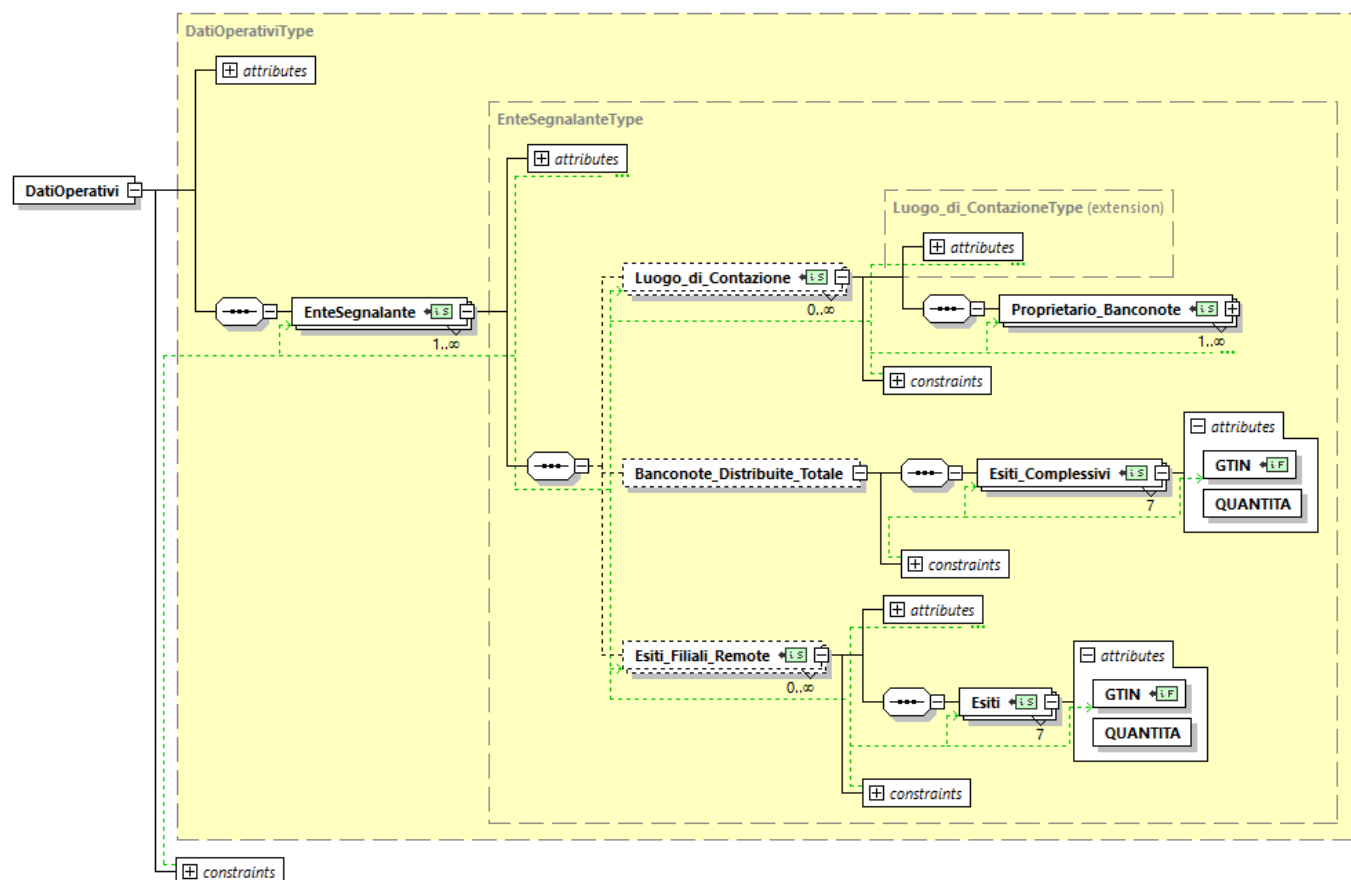 DatiOperativiType
attributes
EnteSegnalanteType
attributes
DatiOperativi
Luogo_di_ContazioneType (extension)
attributes
Luogo_di_Contazione
0..∞
EnteSegnalante
1..∞
Proprietario_Banconote
1..∞
constraints
attributes
Banconote_Distribuite_Totale
Esiti_Complessivi
7
GTIN
QUANTITA
constraints
attributes
Esiti_Filiali_Remote
0..∞
attributes
Esiti
7
GTIN
QUANTITA
constraints
constraints